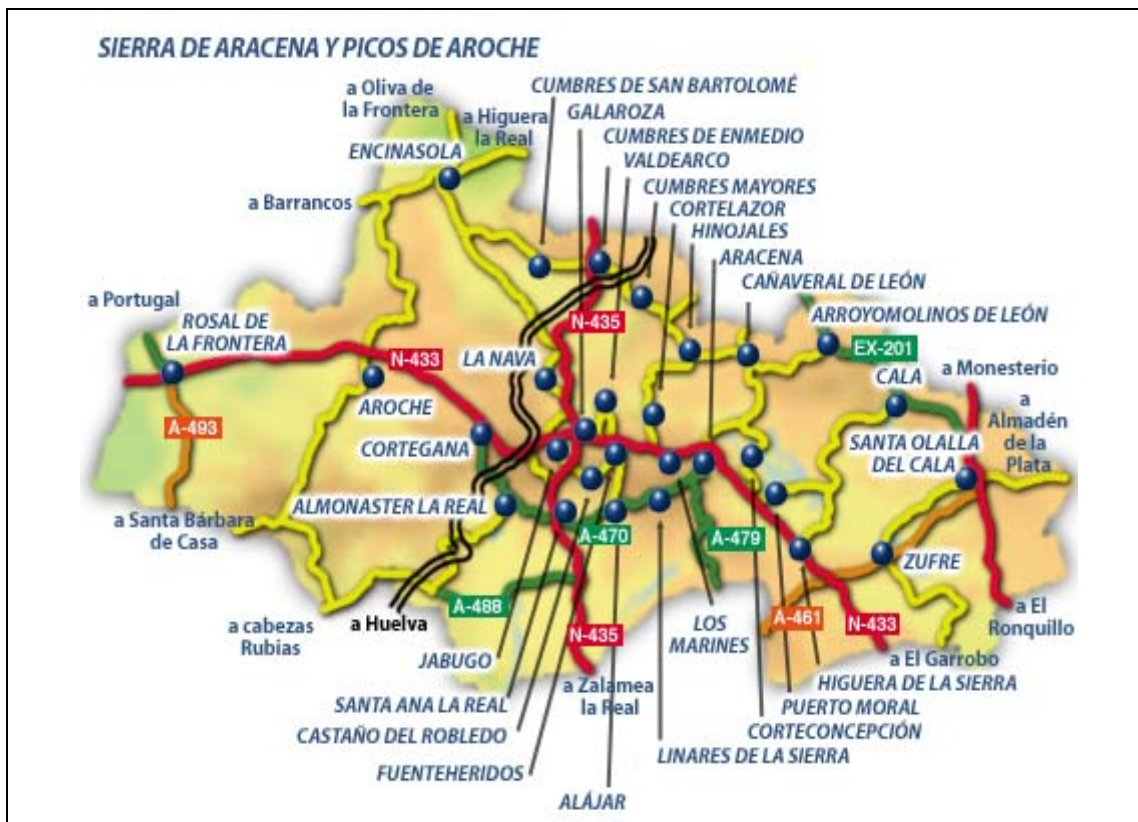 SIERRA DE ARACENA Y PICOS DE AROCHE
CUMBRES DE SAN BARTOLOMÉ
GALAROZA
CUMBRES DE ENMEDIO
VALDEARCO
CUMBRES MAYORES
CORTELAZOR
HINOJALES
ARACENA
CAÑAVERAL DE LEÓN
ARROYOMOLINOS DE LEÓN
a Oliva de
la Frontera
a Higuera
la Real
ENCINASOLA
a Barrancos
a Portugal
ROSAL DE
LA FRONTERA
N-433
N-435
LA NAVA
EX-201
a Monesterio
CALA
a
Almadén
de la
Plata
AROCHE
A-493
CORTEGANA
SANTA OLALLA
DEL CALA
ALMONASTER LA REAL
a Santa Bárbara
de Casa
A-470
A-479
ZUFRE
A-488
a cabezas
Rubias
a Huelva
N-435
LOS
MARINES
A-461
N-433
a El
Ronquillo
JABUGO
a El Garrobo
HIGUERA DE LA SIERRA
a Zalamea
la Real
SANTA ANA LA REAL
PUERTO MORAL
CASTAÑO DEL ROBLEDO
CORTECONCEPCIÓN
LINARES DE LA SIERRA
FUENTEHERIDOS
ALÁJAR